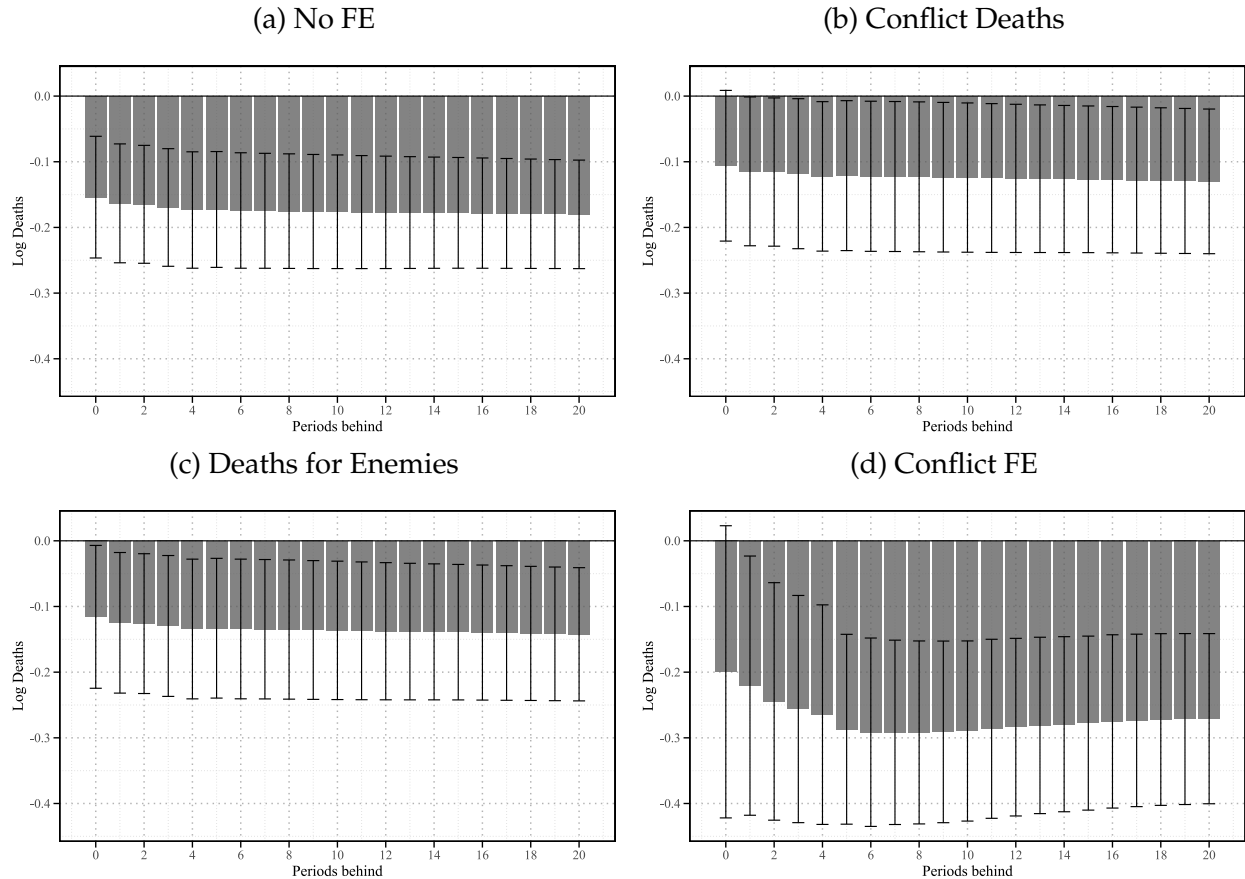 (a) No FE
0.0
-0.1
-0.2
-0.3
-0.4
Log Deaths
0 2 4 6 8 10 12 14 16 18 20
Periods behind
(b) Conflict Deaths
0.0
-0.1
-0.2
-0.3
-0.4
Log Deaths
0 2 4 6 8 10 12 14 16 18 20
Periods behind
(c) Deaths for Enemies
0.0
-0.1
-0.2
-0.3
-0.4
Log Deaths
0 2 4 6 8 10 12 14 16 18 20
Periods behind
(d) Conflict FE
0.0
-0.1
-0.2
-0.3
-0.4
Log Deaths
0 2 4 6 8 10 12 14 16 18 20
Periods behind